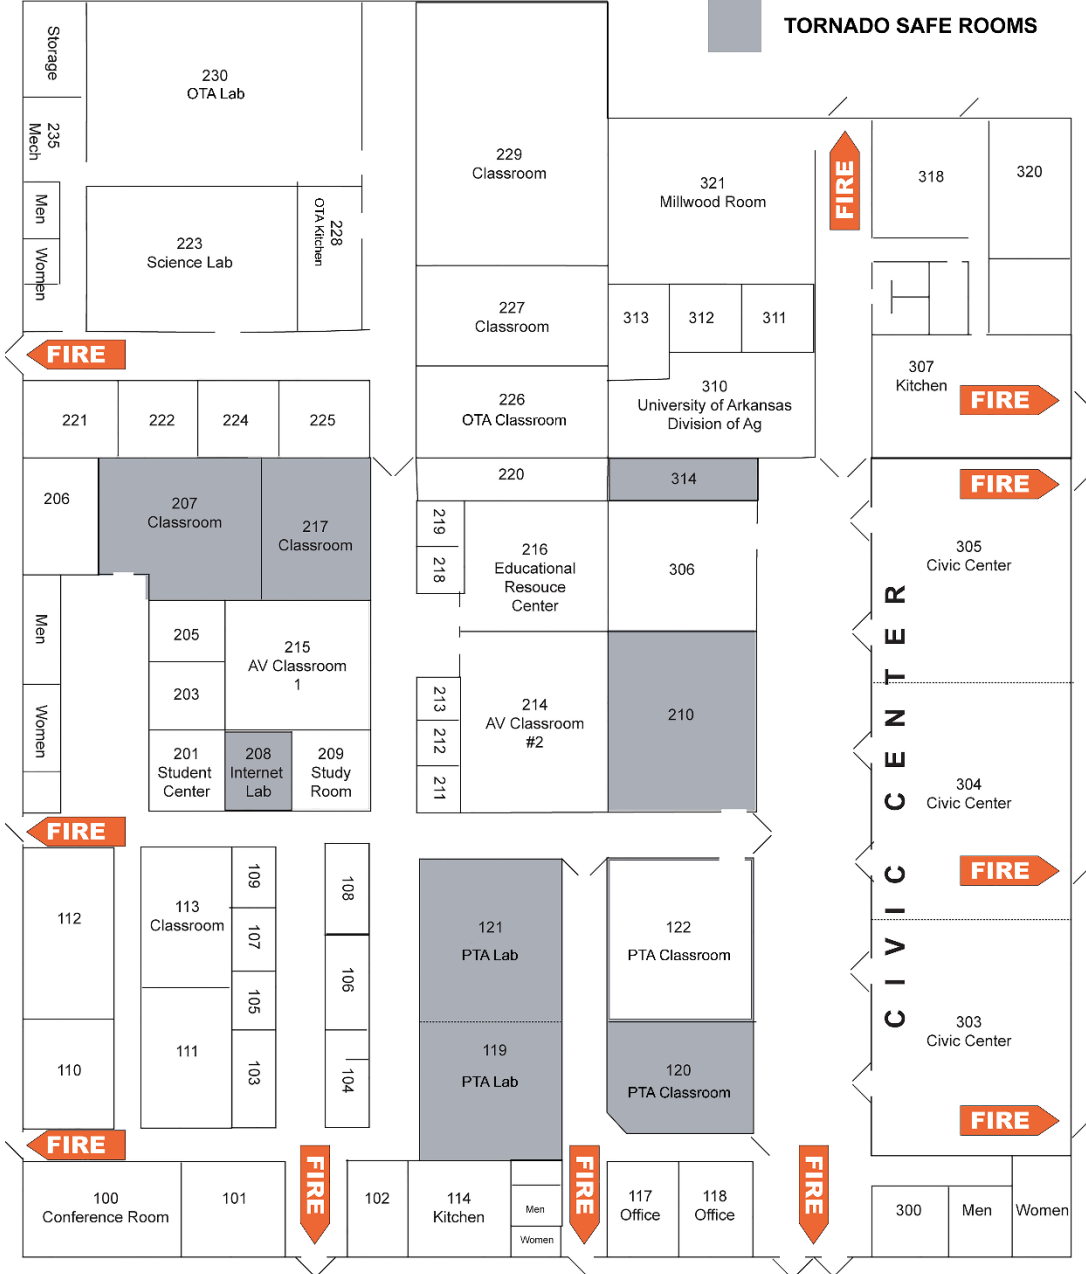 TORNADO SAFE ROOMS
Storage
230
OTA Lab
235
Mech
229
Classroom
321
Millwood Room
FIRE
318
320
Men
Women
223
Science Lab
228
OTA Kitchen
227
Classroom
313
312
311
FIRE
307
Kitchen
FIRE
221
222
224
225
226
OTA Classroom
310
University of Arkansas
Division of Ag
220
314
FIRE
206
207
Classroom
217
Classroom
219
218
216
Educational
Resouce
Center
306
305
Civic Center
Men
Women
205
203
215
AV Classroom
1
213
212
211
214
AV Classroom
#2
210
CIVIC CENTER
304
Civic Center
201
Student
Center
208
Internet
Lab
209
Study
Room
FIRE
FIRE
112
113
Classroom
109
107
105
103
108
106
104
121
PTA Lab
122
PTA Classroom
303
Civic Center
110
111
119
PTA Lab
120
PTA Classroom
FIRE
FIRE
FIRE
FIRE
FIRE
100
Conference Room
101
102
114
Kitchen
Men
Women
117
Office
118
Office
300
Men
Women